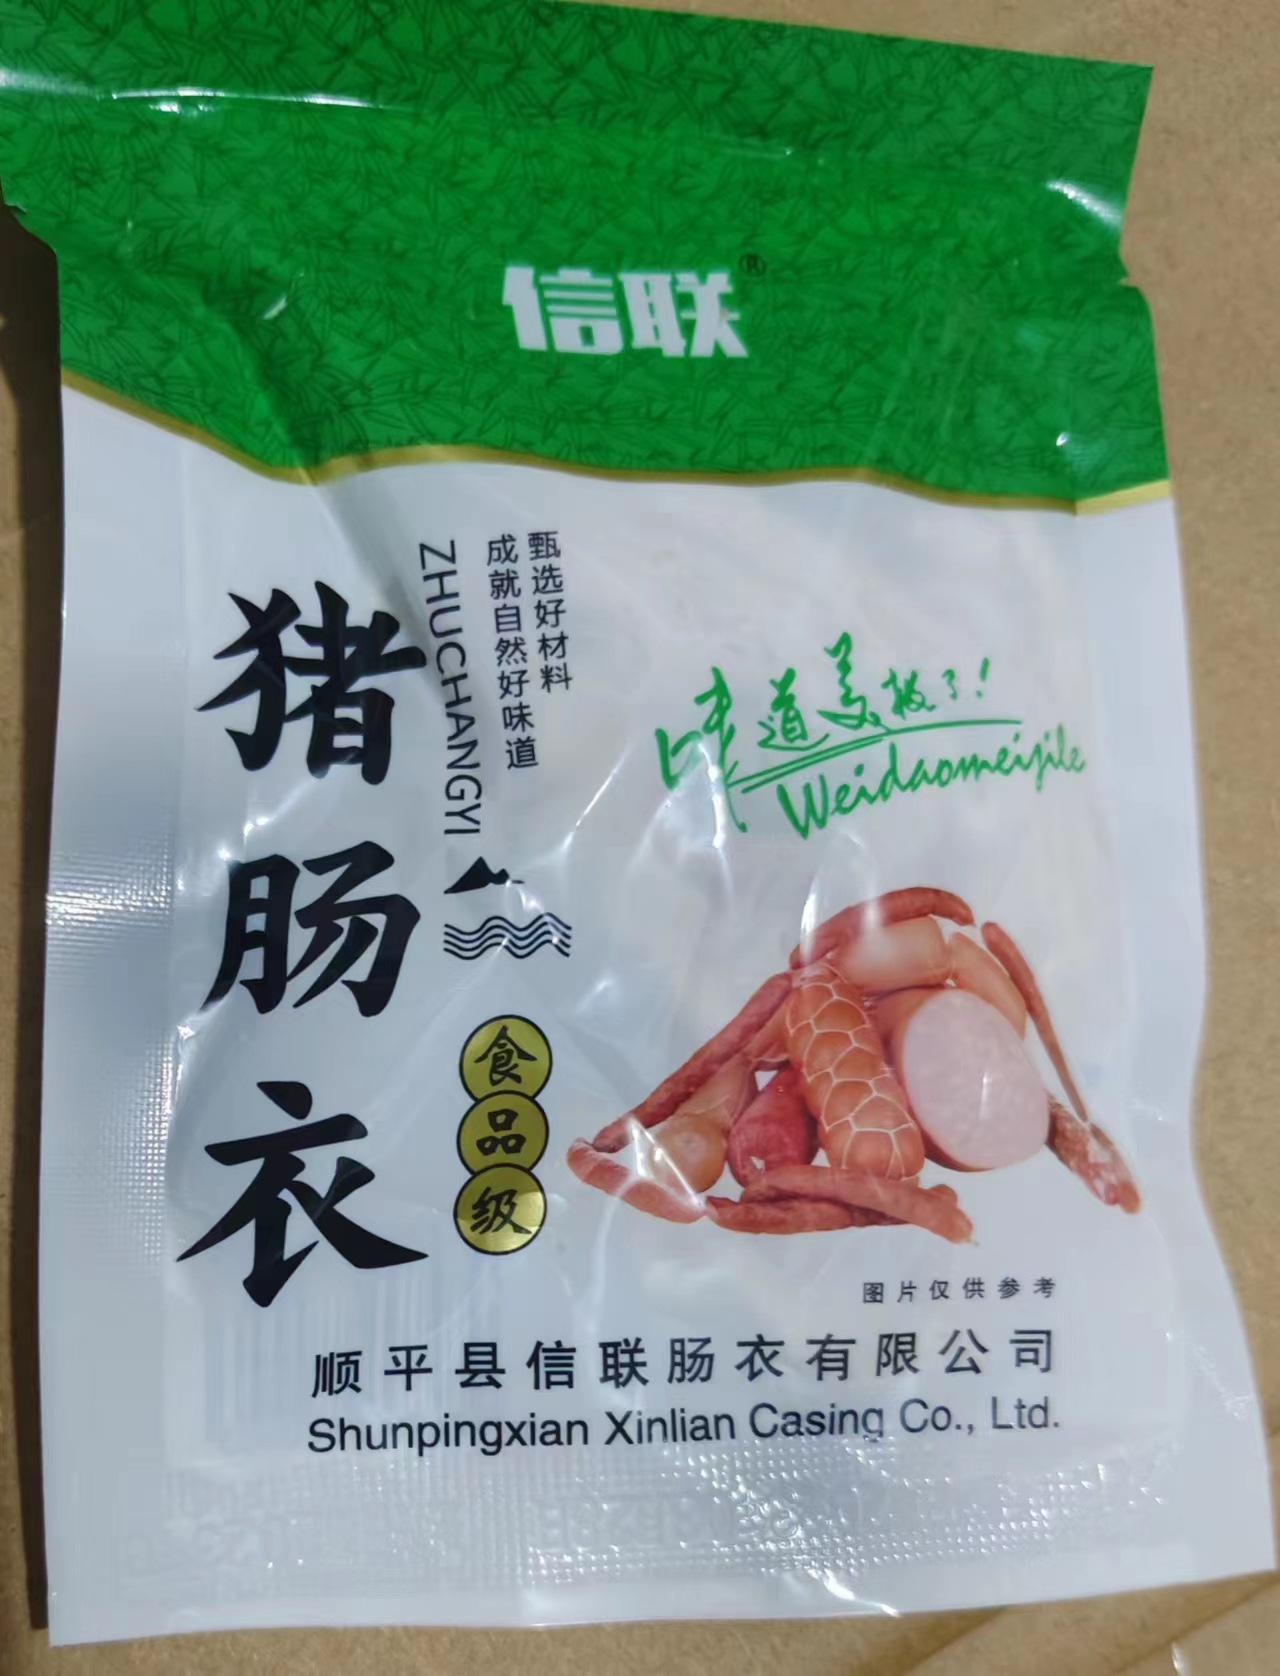 信联®
甄选好材料
成就自然好味道
ZHUCHANGYI
猪肠衣
味道美极了!
Weidaomeijile
食品级
图片仅供参考
顺平县信联肠衣有限公司
Shunpingxian Xinlian Casing Co., Ltd.